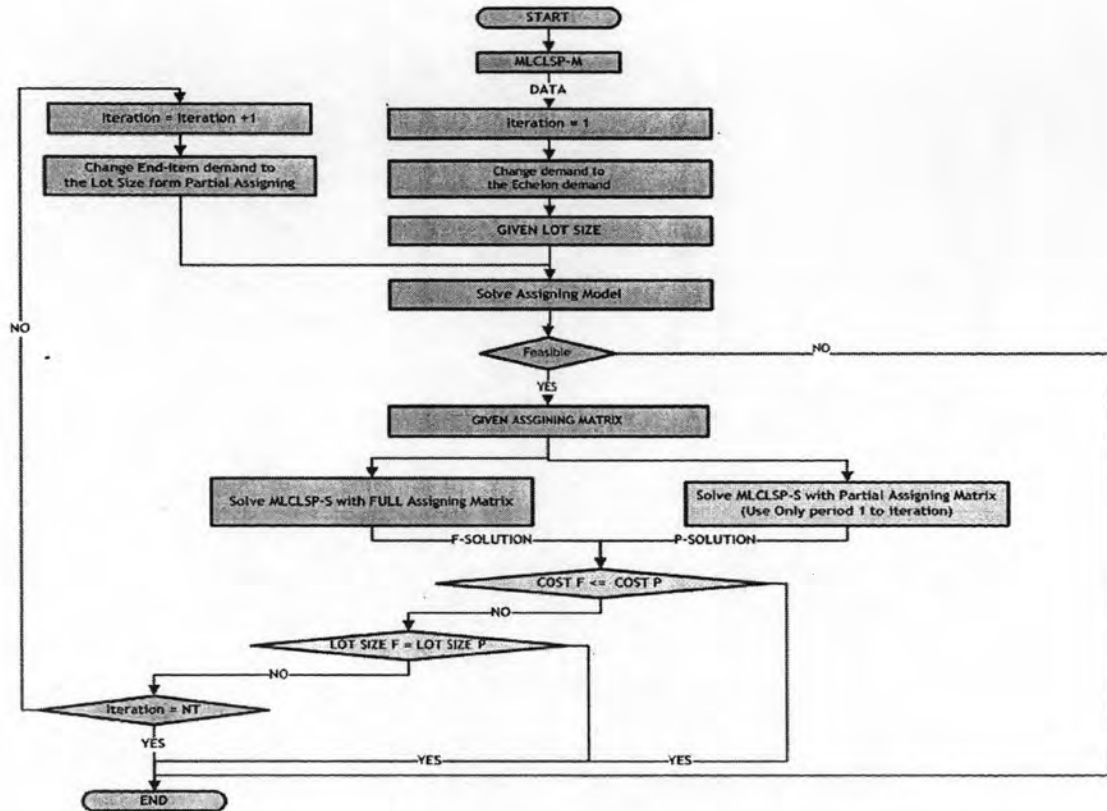 START
MLCLSP-M
DATA
Iteration = Iteration +1
Iteration = 1
Change End-Item demand to
the Lot Size form Partial Assigning
Change demand to
the Echelon demand
GIVEN LOT SIZE
Solve Assigning Model
NO
Feasible
NO
YES
GIVEN ASSGINING MATRIX
Solve MLCLSP-S with FULL Assigning Matrix
Solve MLCLSP-S with Partial Assigning Matrix
(Use Only period 1 to iteration)
F-SOLUTION
P-SOLUTION
COST F <= COST P
NO
LOT SIZE F = LOT SIZE P
NO
Iteration = NT
YES
YES
YES
END